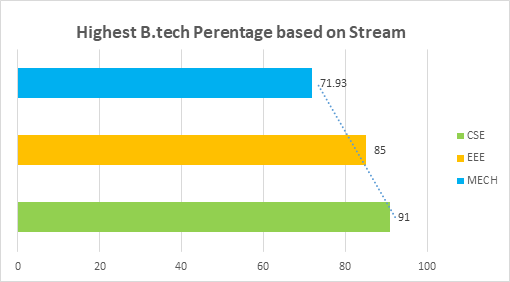 Highest B.tech Perentage based on Stream
71.93
85
91
CSE
EEE
MECH
0 20 40 60 80 100